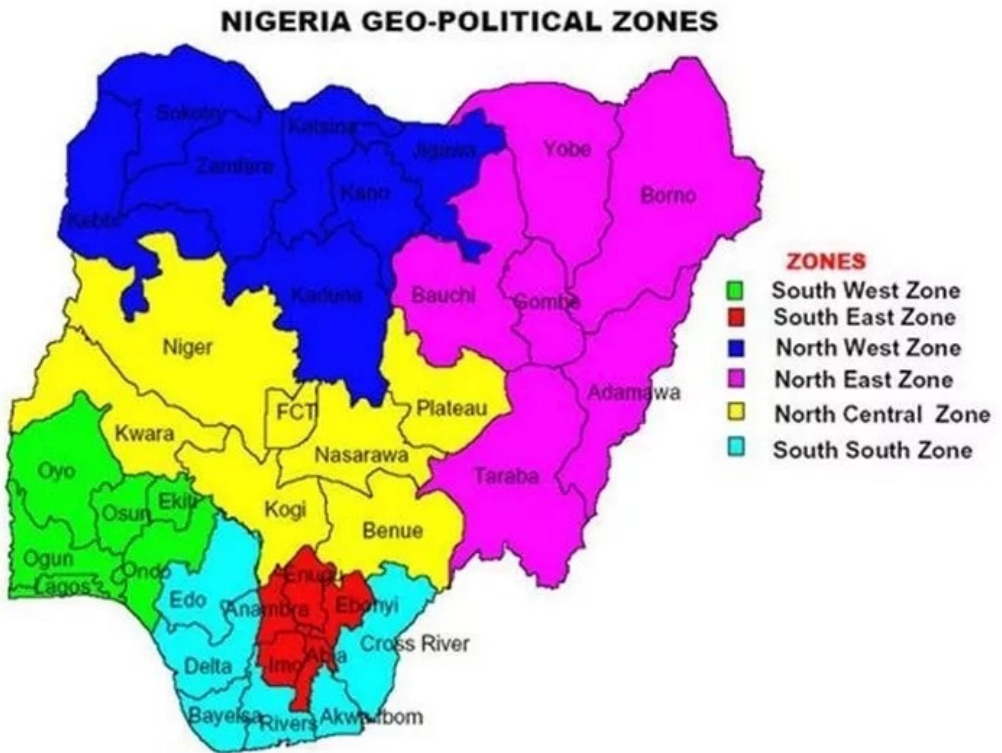 NIGERIA GEO-POLITICAL ZONES
Sokoto
Katsina
Zamfara
Jigawa
Yobe
Kano
Borno
Kebbi
Kaduna
Bauchi
Gombe
Niger
Adamawa
FCT
Plateau
Kwara
Nasarawa
Oyo
Taraba
Osun
Ekiti
Kogi
Benue
Ogun
Lagos
Ondo
Edo
Enugu
Anambra
Ebonyi
Cross River
Delta
Imo
Abia
Bayelsa
Rivers
Akwa Ibom
ZONES
South West Zone
South East Zone
North West Zone
North East Zone
North Central Zone
South South Zone